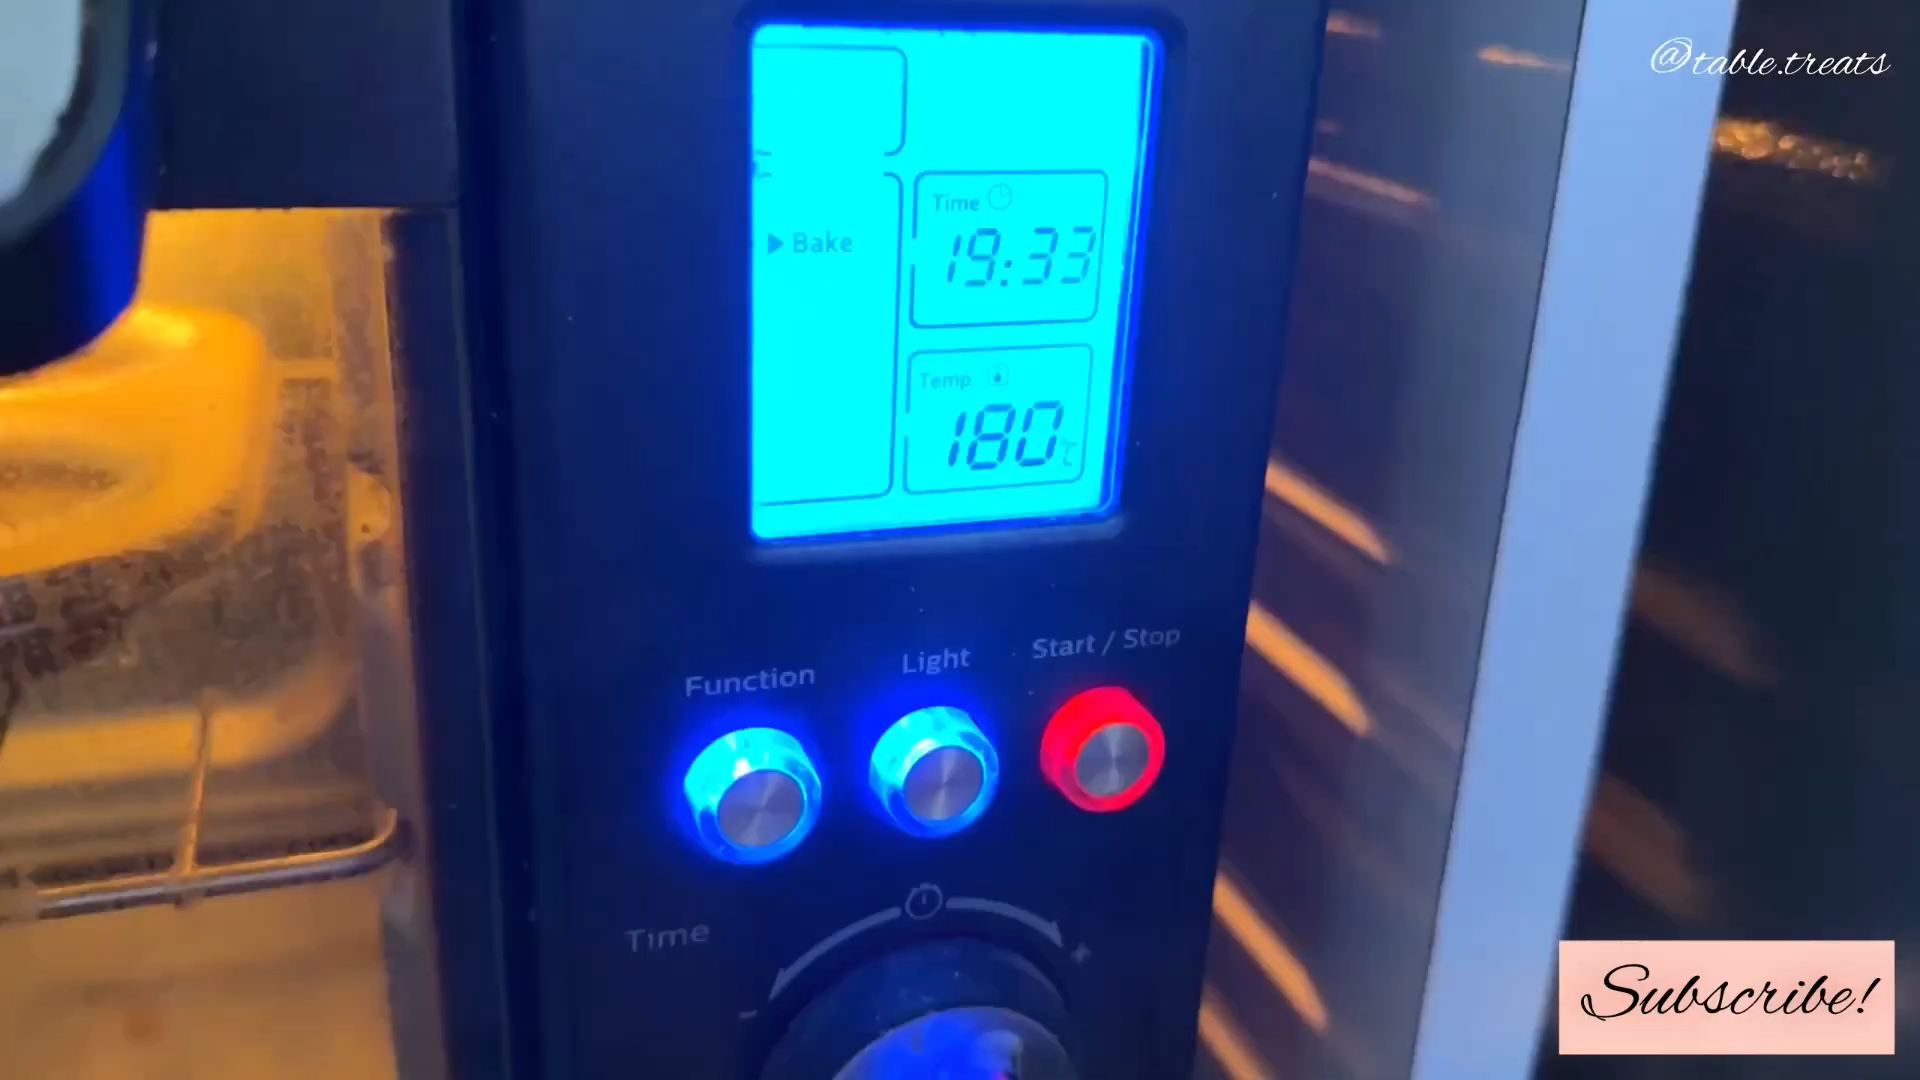 @table.treats
Time
▶ Bake
19:33
Temp.
180℃
Function
Light
Start / Stop
Time
- +
Subscribe!